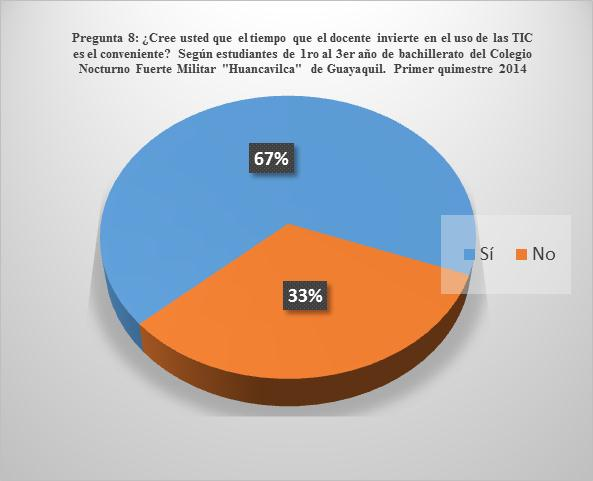 Pregunta 8: ¿Cree usted que el tiempo que el docente invierte en el uso de las TIC
es el conveniente? Según estudiantes de 1ro al 3er año de bachillerato del Colegio
Nocturno Fuerte Militar "Huancavilca" de Guayaquil. Primer quimestre 2014
67%
Sí No
33%